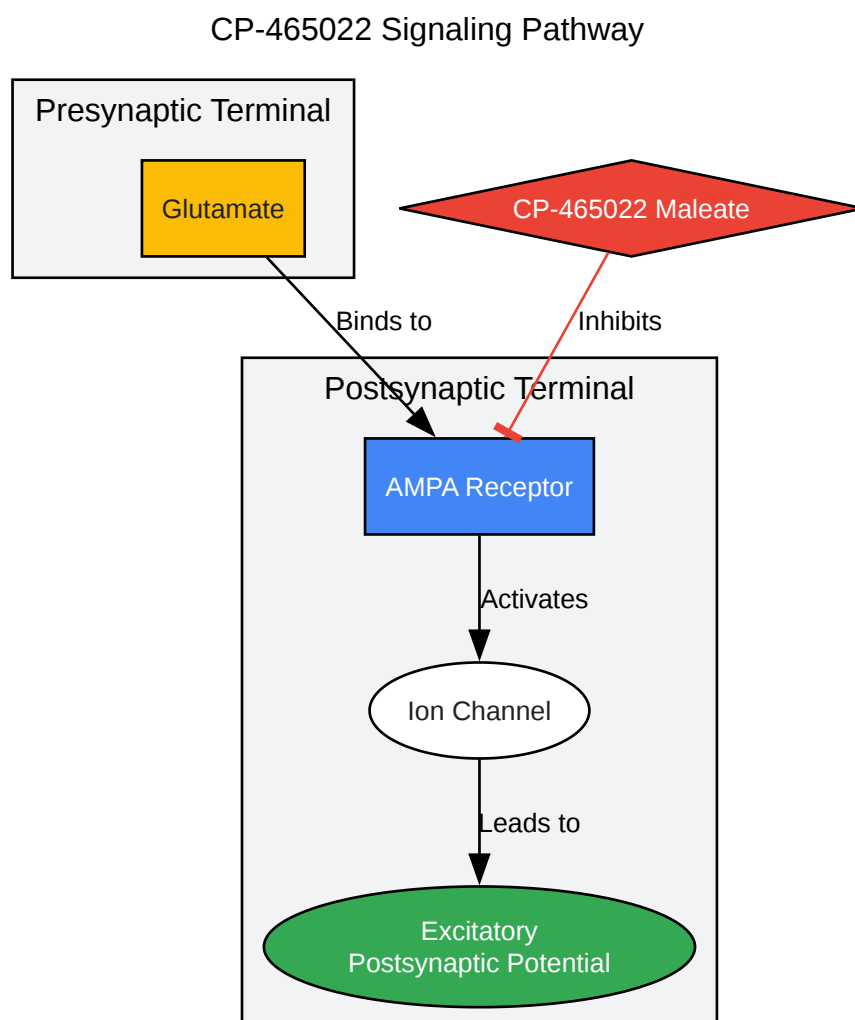 CP-465022 Signaling Pathway
Presynaptic Terminal
Glutamate
CP-465022 Maleate
Binds to
Inhibits
Postsynaptic Terminal
AMPA Receptor
Activates
Ion Channel
Leads to
Excitatory
Postsynaptic Potential